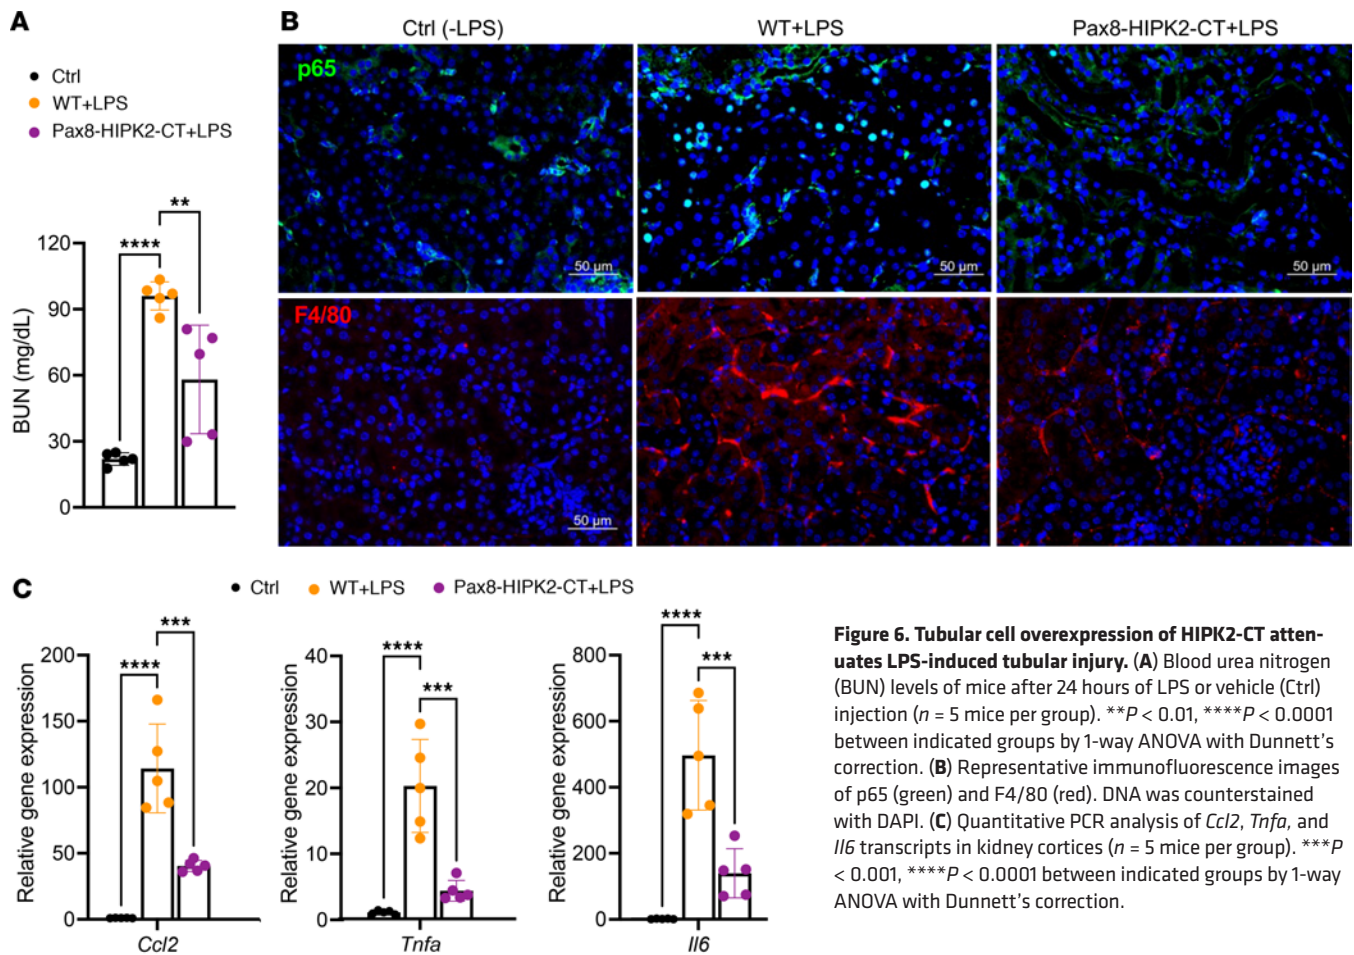 A
Ctrl
WT+LPS
Pax8-HIPK2-CT+LPS
**
****
120
90
60
30
0
BUN (mg/dL)
B
Ctrl (-LPS)
WT+LPS
Pax8-HIPK2-CT+LPS
p65
50 μm
50 μm
50 μm
F4/80
50 μm
C
Ctrl
WT+LPS
Pax8-HIPK2-CT+LPS
***
****
200
150
100
50
0
Relative gene expression
Ccl2
****
***
40
30
20
10
0
Relative gene expression
Tnfa
****
***
800
600
400
200
0
Relative gene expression
Il6
Figure 6. Tubular cell overexpression of HIPK2-CT atten-
uates LPS-induced tubular injury. (A) Blood urea nitrogen
(BUN) levels of mice after 24 hours of LPS or vehicle (Ctrl)
injection (n = 5 mice per group). **P < 0.01, ****P < 0.0001
between indicated groups by 1-way ANOVA with Dunnett's
correction. (B) Representative immunofluorescence images
of p65 (green) and F4/80 (red). DNA was counterstained
with DAPI. (C) Quantitative PCR analysis of Ccl2, Tnfa, and
Il6 transcripts in kidney cortices (n = 5 mice per group). ***P
< 0.001, ****P < 0.0001 between indicated groups by 1-way
ANOVA with Dunnett's correction.